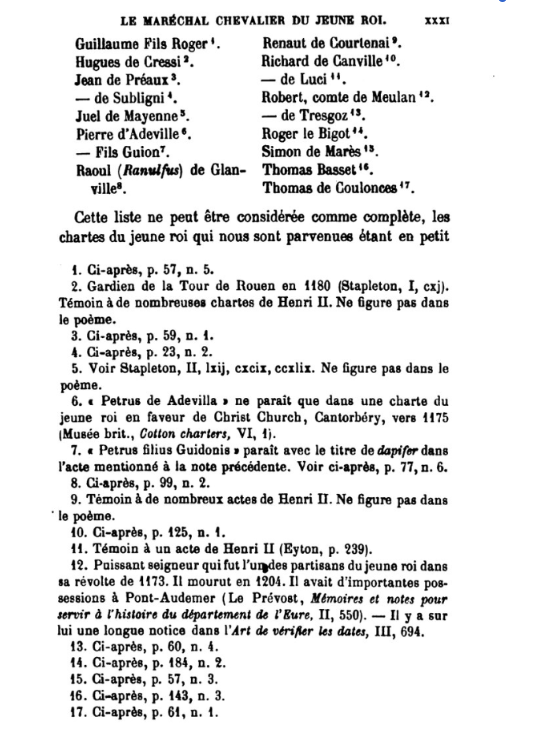 LE MARÉCHAL CHEVALIER DU JEUNE ROI. XXXI
Guillaume Fils Roger¹.
Hugues de Cressi².
Jean de Préaux³.
— de Subligni⁴.
Juel de Mayenne⁵.
Pierre d'Adeville⁶.
— Fils Guion⁷.
Raoul (Ranulfus) de Glan-
ville⁸.
Renaut de Courtenai⁹.
Richard de Canville¹⁰.
— de Luci¹¹.
Robert, comte de Meulan¹².
— de Tresgoz¹³.
Roger le Bigot¹⁴.
Simon de Marès¹⁵.
Thomas Basset¹⁶.
Thomas de Coulonces¹⁷.
Cette liste ne peut être considérée comme complète, les
chartes du jeune roi qui nous sont parvenues étant en petit
1. Ci-après, p. 57, n. 5.
2. Gardien de la Tour de Rouen en 1180 (Stapleton, I, cxj).
Témoin à de nombreuses chartes de Henri II. Ne figure pas dans
le poème.
3. Ci-après, p. 59, n. 1.
4. Ci-après, p. 23, n. 2.
5. Voir Stapleton, II, lxij, cxcix, ccxlix. Ne figure pas dans le
poème.
6. « Petrus de Adevilla » ne paraît que dans une charte du
jeune roi en faveur de Christ Church, Cantorbéry, vers 1175
(Musée brit., Cotton charters, VI, 1).
7. « Petrus filius Guidonis » paraît avec le titre de dapifer dans
l'acte mentionné à la note précédente. Voir ci-après, p. 77, n. 6.
8. Ci-après, p. 99, n. 2.
9. Témoin à de nombreux actes de Henri II. Ne figure pas dans
le poème.
10. Ci-après, p. 125, n. 1.
11. Témoin à un acte de Henri II (Eyton, p. 239).
12. Puissant seigneur qui fut l'un des partisans du jeune roi dans
sa révolte de 1173. Il mourut en 1204. Il avait d'importantes pos-
sessions à Pont-Audemer (Le Prévost, Mémoires et notes pour
servir à l'histoire du département de l'Eure, II, 550). — Il y a sur
lui une longue notice dans l'Art de vérifier les dates, III, 694.
13. Ci-après, p. 60, n. 4.
14. Ci-après, p. 184, n. 2.
15. Ci-après, p. 57, n. 3.
16. Ci-après, p. 143, n. 3.
17. Ci-après, p. 61, n. 1.